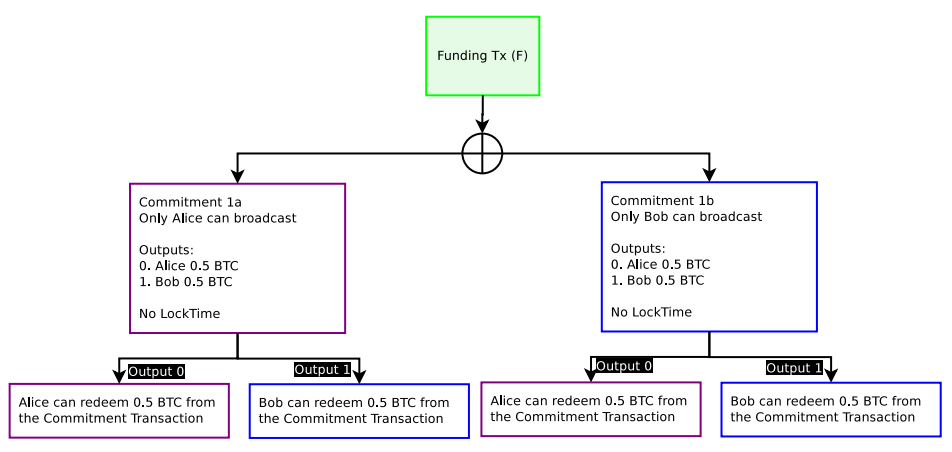 Funding Tx (F)
Commitment 1a
Only Alice can broadcast
Outputs:
0. Alice 0.5 BTC
1. Bob 0.5 BTC
No LockTime
Commitment 1b
Only Bob can broadcast
Outputs:
0. Alice 0.5 BTC
1. Bob 0.5 BTC
No LockTime
Output 0
Output 1
Output 0
Output 1
Alice can redeem 0.5 BTC from
the Commitment Transaction
Bob can redeem 0.5 BTC from
the Commitment Transaction
Alice can redeem 0.5 BTC from
the Commitment Transaction
Bob can redeem 0.5 BTC from
the Commitment Transaction